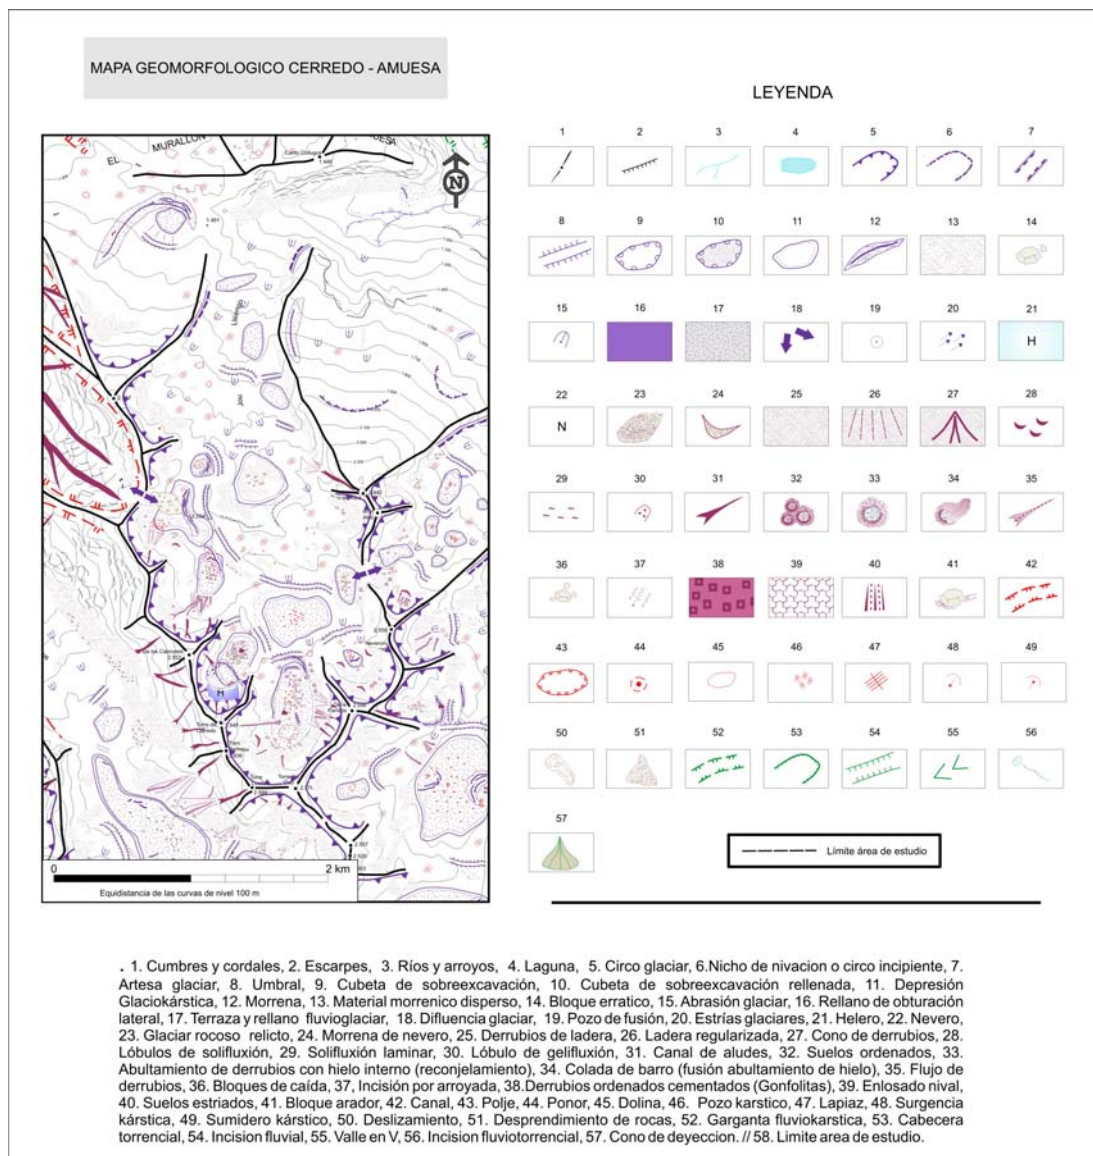 MAPA GEOMORFOLOGICO CERREDO - AMUESA
LEYENDA
1 2 3 4 5 6 7
8 9 10 11 12 13 14
15 16 17 18 19 20 21
H
22 23 24 25 26 27 28
N
29 30 31 32 33 34 35
36 37 38 39 40 41 42
43 44 45 46 47 48 49
50 51 52 53 54 55 56
57
Límite área de estudio
EL MURALLON
N
1.461
Jou
H
0 2 km
Equidistancia de las curvas de nivel 100 m
. 1. Cumbres y cordales, 2. Escarpes, 3. Ríos y arroyos, 4. Laguna, 5. Circo glaciar, 6.Nicho de nivacion o circo incipiente, 7.
Artesa glaciar, 8. Umbral, 9. Cubeta de sobreexcavación, 10. Cubeta de sobreexcavación rellenada, 11. Depresión
Glaciokárstica, 12. Morrena, 13. Material morrenico disperso, 14. Bloque erratico, 15. Abrasión glaciar, 16. Rellano de obturación
lateral, 17. Terraza y rellano fluvioglaciar, 18. Difluencia glaciar, 19. Pozo de fusión, 20. Estrías glaciares, 21. Helero, 22. Nevero,
23. Glaciar rocoso relicto, 24. Morrena de nevero, 25. Derrubios de ladera, 26. Ladera regularizada, 27. Cono de derrubios, 28.
Lóbulos de solifluxión, 29. Solifluxión laminar, 30. Lóbulo de gelifluxión, 31. Canal de aludes, 32. Suelos ordenados, 33.
Abultamiento de derrubios con hielo interno (reconjelamiento), 34. Colada de barro (fusión abultamiento de hielo), 35. Flujo de
derrubios, 36. Bloques de caída, 37, Incisión por arroyada, 38.Derrubios ordenados cementados (Gonfolitas), 39. Enlosado nival,
40. Suelos estriados, 41. Bloque arador, 42. Canal, 43. Polje, 44. Ponor, 45. Dolina, 46. Pozo karstico, 47. Lapiaz, 48. Surgencia
kárstica, 49. Sumidero kárstico, 50. Deslizamiento, 51. Desprendimiento de rocas, 52. Garganta fluviokarstica, 53. Cabecera
torrencial, 54. Incision fluvial, 55. Valle en V, 56. Incision fluviotorrencial, 57. Cono de deyeccion. // 58. Limite area de estudio.